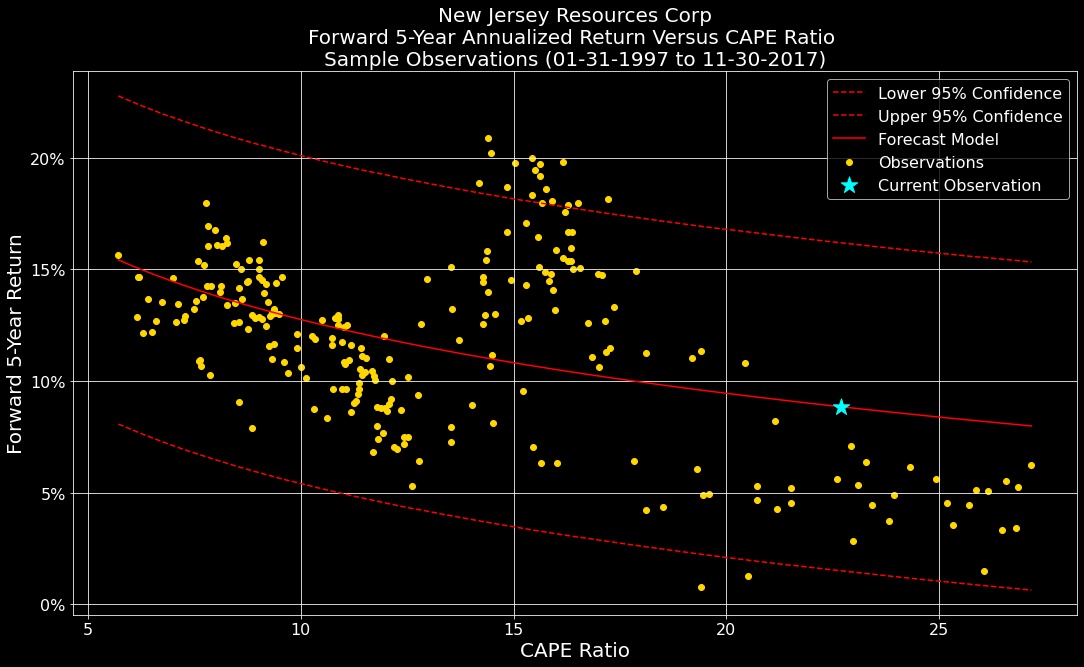 New Jersey Resources Corp
Forward 5-Year Annualized Return Versus CAPE Ratio
Sample Observations (01-31-1997 to 11-30-2017)
Lower 95% Confidence
Upper 95% Confidence
Forecast Model
Observations
Current Observation
Forward 5-Year Return
20%
15%
10%
5%
0%
5
10
15
20
25
CAPE Ratio